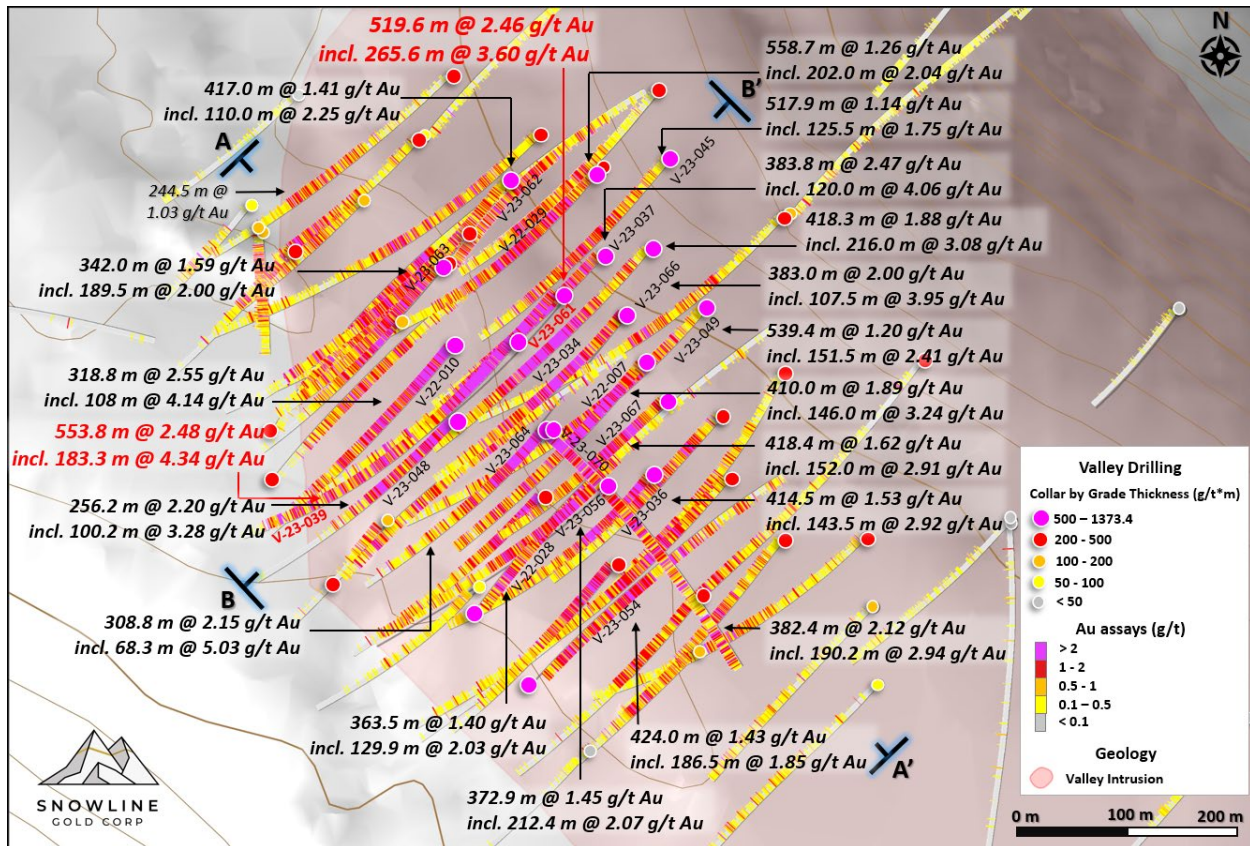 519.6 m @ 2.46 g/t Au
incl. 265.6 m @ 3.60 g/t Au
N
417.0 m @ 1.41 g/t Au
incl. 110.0 m @ 2.25 g/t Au
558.7 m @ 1.26 g/t Au
incl. 202.0 m @ 2.04 g/t Au
B'
517.9 m @ 1.14 g/t Au
incl. 125.5 m @ 1.75 g/t Au
A
V-23-045
383.8 m @ 2.47 g/t Au
incl. 120.0 m @ 4.06 g/t Au
244.5 m @
1.03 g/t Au
V-23-062
V-22-029
V-23-037
418.3 m @ 1.88 g/t Au
incl. 216.0 m @ 3.08 g/t Au
342.0 m @ 1.59 g/t Au
incl. 189.5 m @ 2.00 g/t Au
V-23-063
V-23-066
383.0 m @ 2.00 g/t Au
incl. 107.5 m @ 3.95 g/t Au
V-23-061
V-23-034
V-23-049
539.4 m @ 1.20 g/t Au
incl. 151.5 m @ 2.41 g/t Au
318.8 m @ 2.55 g/t Au
incl. 108 m @ 4.14 g/t Au
V-22-010
V-22-007
410.0 m @ 1.89 g/t Au
incl. 146.0 m @ 3.24 g/t Au
553.8 m @ 2.48 g/t Au
incl. 183.3 m @ 4.34 g/t Au
V-23-067
V-23-064
418.4 m @ 1.62 g/t Au
incl. 152.0 m @ 2.91 g/t Au
V-23-048
256.2 m @ 2.20 g/t Au
incl. 100.2 m @ 3.28 g/t Au
V-23-039
V-23-056
V-23-036
414.5 m @ 1.53 g/t Au
incl. 143.5 m @ 2.92 g/t Au
V-22-028
B
308.8 m @ 2.15 g/t Au
incl. 68.3 m @ 5.03 g/t Au
V-23-054
382.4 m @ 2.12 g/t Au
incl. 190.2 m @ 2.94 g/t Au
363.5 m @ 1.40 g/t Au
incl. 129.9 m @ 2.03 g/t Au
424.0 m @ 1.43 g/t Au
incl. 186.5 m @ 1.85 g/t Au
A'
372.9 m @ 1.45 g/t Au
incl. 212.4 m @ 2.07 g/t Au
SNOWLINE
GOLD CORP
Valley Drilling
Collar by Grade Thickness (g/t*m)
500 – 1373.4
200 - 500
100 - 200
50 - 100
< 50
Au assays (g/t)
> 2
1 - 2
0.5 - 1
0.1 – 0.5
< 0.1
Geology
Valley Intrusion
0 m 100 m 200 m